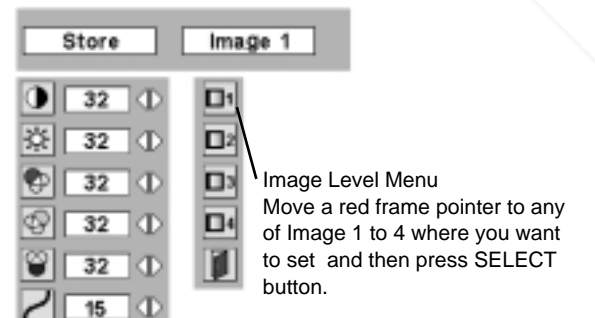 Store
Image 1
32
1
32
2
32
3
32
4
32
15
Image Level Menu
Move a red frame pointer to any
of Image 1 to 4 where you want
to set and then press SELECT
button.